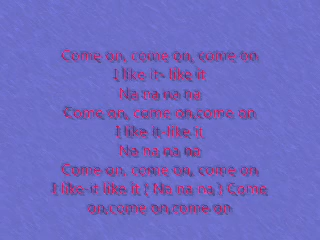 Come on, come on, come on
I like it- like it
Na na na na
Come on, come on,come on
I like it-like it
Na na na na
Come on, come on, come on
I like-it like it ( Na na na ) Come
on,come on,come on